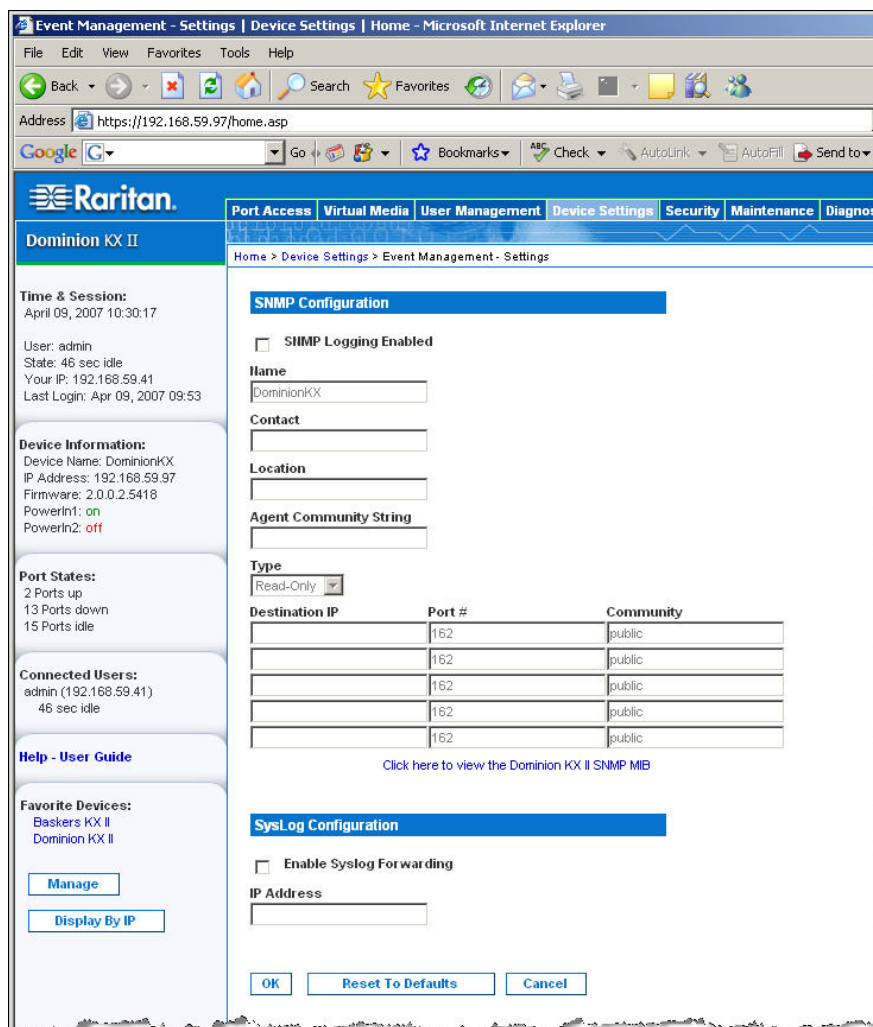 Event Management - Settings | Device Settings | Home - Microsoft Internet Explorer
File Edit View Favorites Tools Help
Back Search Favorites
Address https://192.168.59.97/home.asp
Google G Go Bookmarks ABC Check AutoLink AutoFill Send to
Raritan.
Port Access Virtual Media User Management Device Settings Security Maintenance Diagnos
Dominion KX II
Home > Device Settings > Event Management - Settings
Time & Session:
April 09, 2007 10:30:17
User: admin
State: 46 sec idle
Your IP: 192.168.59.41
Last Login: Apr 09, 2007 09:53
Device Information:
Device Name: DominionKX
IP Address: 192.168.59.97
Firmware: 2.0.0.2.5418
PowerIn1: on
PowerIn2: off
Port States:
2 Ports up
13 Ports down
15 Ports idle
Connected Users:
admin (192.168.59.41)
46 sec idle
Help - User Guide
Favorite Devices:
Baskers KX II
Dominion KX II
Manage
Display By IP
SNMP Configuration
SNMP Logging Enabled
Name
DominionKX
Contact
Location
Agent Community String
Type
Read-Only
Destination IP Port # Community
162 public
162 public
162 public
162 public
162 public
Click here to view the Dominion KX II SNMP MIB
SysLog Configuration
Enable Syslog Forwarding
IP Address
OK Reset To Defaults Cancel